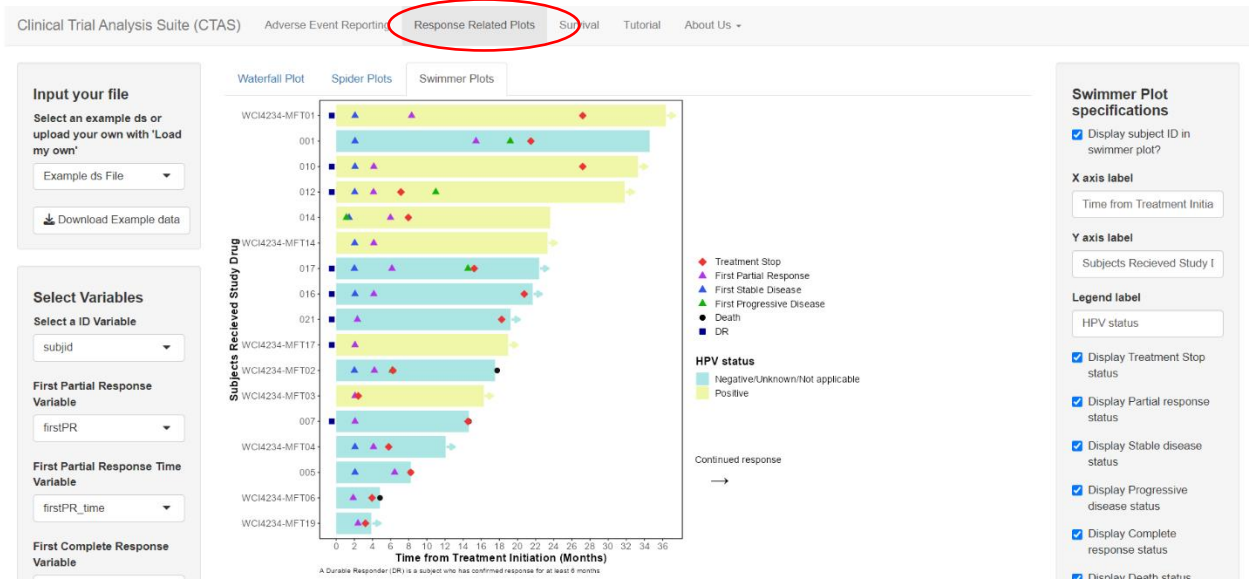 Clinical Trial Analysis Suite (CTAS) Adverse Event Reporting Response Related Plots Survival Tutorial About Us
Input your file
Select an example ds or
upload your own with 'Load
my own'
Example ds File
Download Example data
Select Variables
Select a ID Variable
subjid
First Partial Response
Variable
firstPR
First Partial Response Time
Variable
firstPR_time
First Complete Response
Variable
Waterfall Plot Spider Plots Swimmer Plots
Subjects Recieved Study Drug
WCI4234-MFT01
001
010
012
014
WCI4234-MFT14
017
016
021
WCI4234-MFT17
WCI4234-MFT02
WCI4234-MFT03
007
WCI4234-MFT04
005
WCI4234-MFT06
WCI4234-MFT19
0 2 4 6 8 10 12 14 16 18 20 22 24 26 28 30 32 34 36
Time from Treatment Initiation (Months)
A Durable Responder (DR) is a subject who has confirmed response for at least 6 months
Treatment Stop
First Partial Response
First Stable Disease
First Progressive Disease
Death
DR
HPV status
Negative/Unknown/Not applicable
Positive
Continued response
Swimmer Plot
specifications
Display subject ID in
swimmer plot?
X axis label
Time from Treatment Initia
Y axis label
Subjects Recieved Study D
Legend label
HPV status
Display Treatment Stop
status
Display Partial response
status
Display Stable disease
status
Display Progressive
disease status
Display Complete
response status
Display Death status